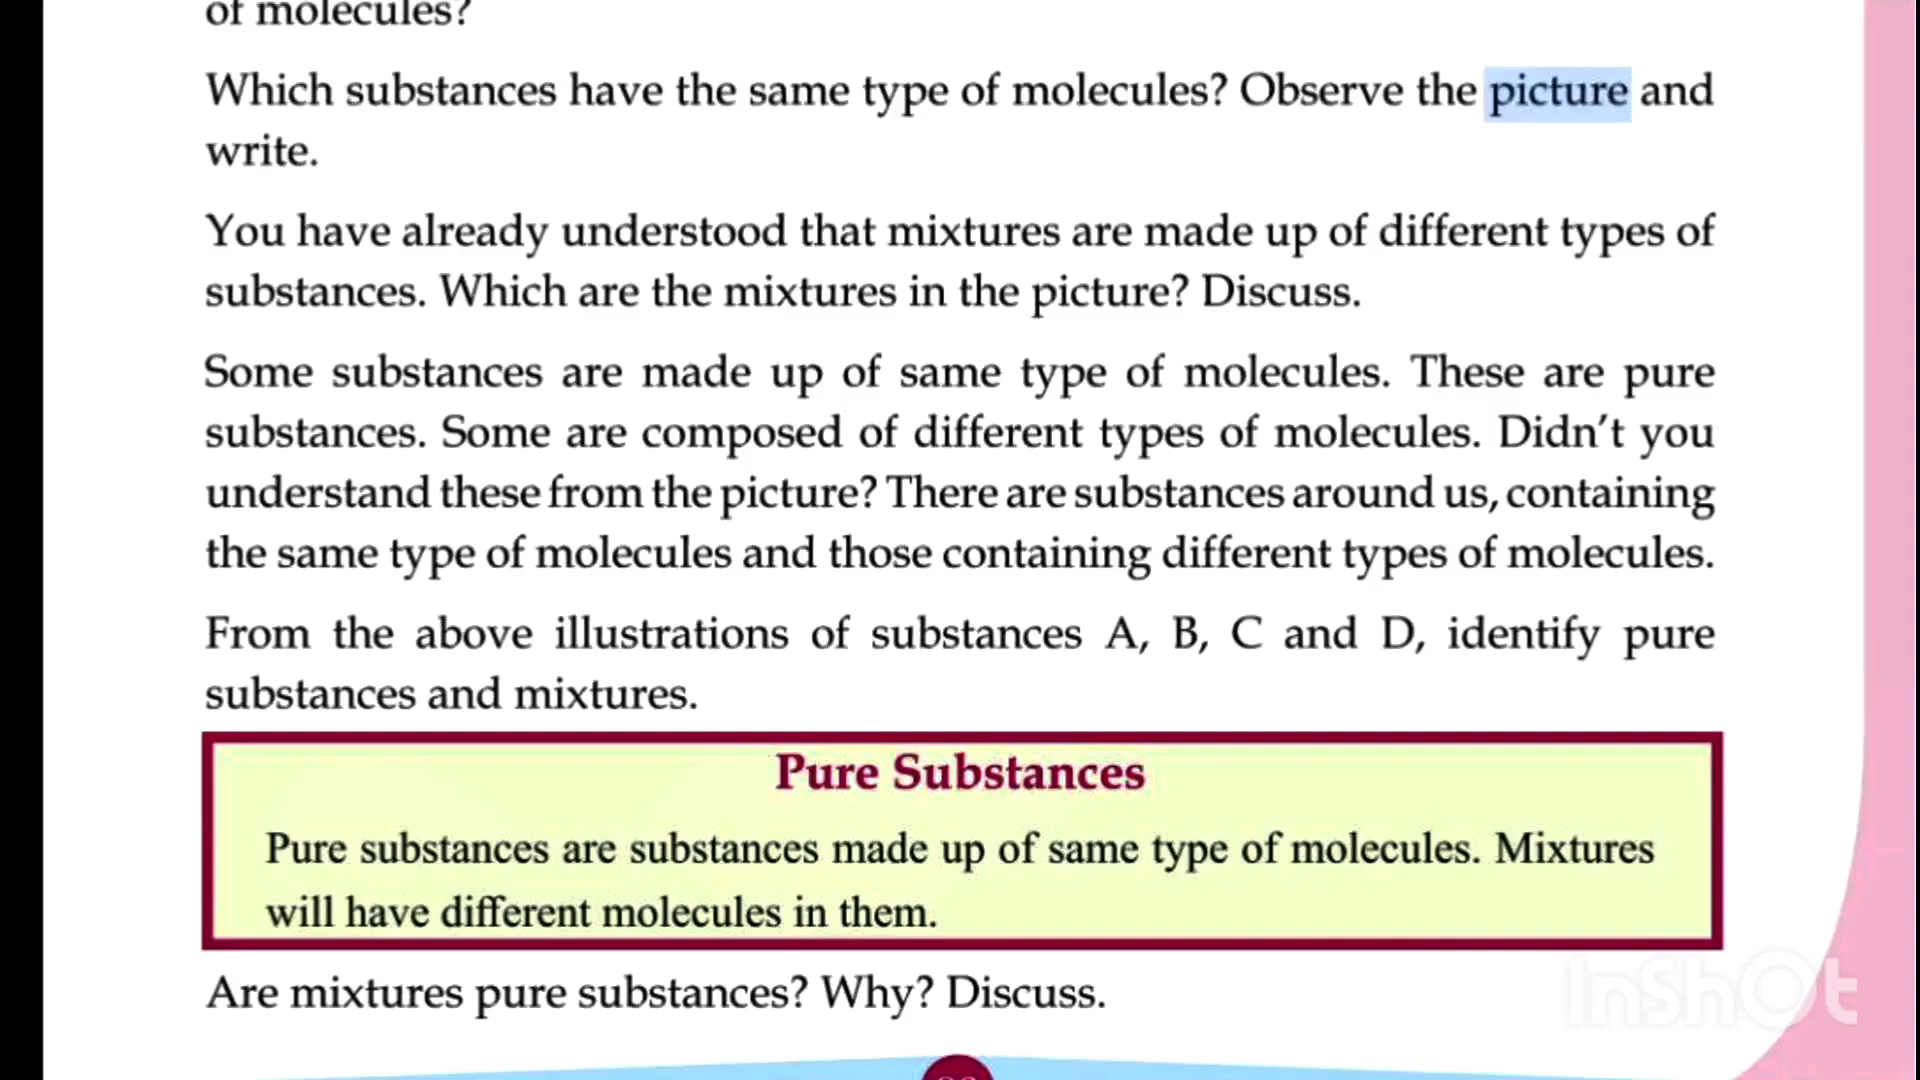 of molecules?
Which substances have the same type of molecules? Observe the picture and
write.
You have already understood that mixtures are made up of different types of
substances. Which are the mixtures in the picture? Discuss.
Some substances are made up of same type of molecules. These are pure
substances. Some are composed of different types of molecules. Didn't you
understand these from the picture? There are substances around us, containing
the same type of molecules and those containing different types of molecules.
From the above illustrations of substances A, B, C and D, identify pure
substances and mixtures.
Pure Substances
Pure substances are substances made up of same type of molecules. Mixtures
will have different molecules in them.
Are mixtures pure substances? Why? Discuss.
InShOt